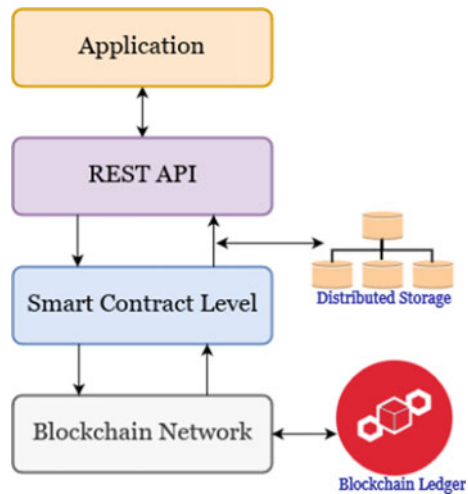 Application
REST API
Smart Contract Level
Distributed Storage
Blockchain Network
Blockchain Ledger